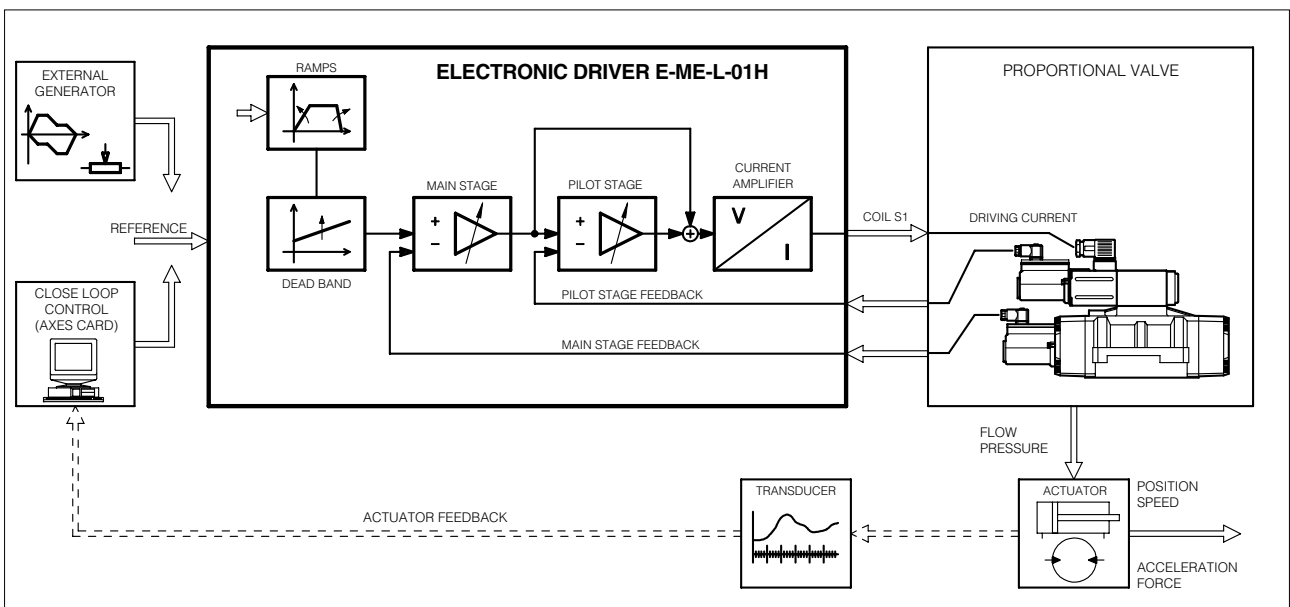 EXTERNAL
GENERATOR
RAMPS
ELECTRONIC DRIVER E-ME-L-01H
PROPORTIONAL VALVE
MAIN STAGE
PILOT STAGE
CURRENT
AMPLIFIER
REFERENCE
+
−
+
−
+
V
I
COIL S1
DRIVING CURRENT
DEAD BAND
CLOSE LOOP
CONTROL
(AXES CARD)
PILOT STAGE FEEDBACK
MAIN STAGE FEEDBACK
FLOW
PRESSURE
TRANSDUCER
ACTUATOR
POSITION
SPEED
ACTUATOR FEEDBACK
ACCELERATION
FORCE